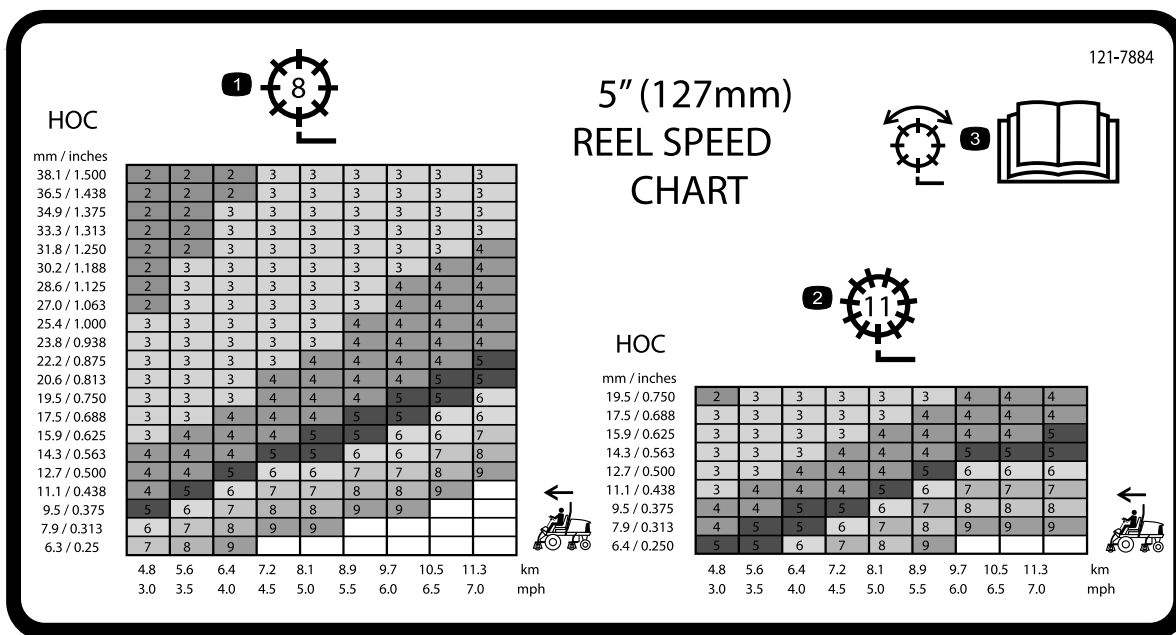 121-7884
1
8
5” (127mm)
REEL SPEED
CHART
3
HOC
mm / inches
38.1 / 1.500 2 2 2 3 3 3 3 3 3
36.5 / 1.438 2 2 2 3 3 3 3 3 3
34.9 / 1.375 2 2 3 3 3 3 3 3 3
33.3 / 1.313 2 2 3 3 3 3 3 3 3
31.8 / 1.250 2 2 3 3 3 3 3 3 4
30.2 / 1.188 2 3 3 3 3 3 3 4 4
28.6 / 1.125 2 3 3 3 3 3 4 4 4
27.0 / 1.063 2 3 3 3 3 3 4 4 4
25.4 / 1.000 3 3 3 3 3 4 4 4 4
23.8 / 0.938 3 3 3 3 3 4 4 4 4
22.2 / 0.875 3 3 3 3 4 4 4 4 5
20.6 / 0.813 3 3 3 4 4 4 4 5 5
19.5 / 0.750 3 3 3 4 4 4 5 5 6
17.5 / 0.688 3 3 4 4 4 5 5 6 6
15.9 / 0.625 3 4 4 4 5 5 6 6 7
14.3 / 0.563 4 4 4 5 5 6 6 7 8
12.7 / 0.500 4 4 5 6 6 7 7 8 9
11.1 / 0.438 4 5 6 7 7 8 8 9
9.5 / 0.375 5 6 7 8 8 9 9
7.9 / 0.313 6 7 8 9 9
6.3 / 0.25 7 8 9
4.8 5.6 6.4 7.2 8.1 8.9 9.7 10.5 11.3 km
3.0 3.5 4.0 4.5 5.0 5.5 6.0 6.5 7.0 mph
2
11
HOC
mm / inches
19.5 / 0.750 2 3 3 3 3 3 4 4 4
17.5 / 0.688 3 3 3 3 3 4 4 4 4
15.9 / 0.625 3 3 3 3 4 4 4 4 5
14.3 / 0.563 3 3 3 4 4 4 5 5 5
12.7 / 0.500 3 3 4 4 4 5 6 6 6
11.1 / 0.438 3 4 4 4 5 6 7 7 7
9.5 / 0.375 4 4 5 5 6 7 8 8 8
7.9 / 0.313 4 5 5 6 7 8 9 9 9
6.4 / 0.250 5 5 6 7 8 9
4.8 5.6 6.4 7.2 8.1 8.9 9.7 10.5 11.3 km
3.0 3.5 4.0 4.5 5.0 5.5 6.0 6.5 7.0 mph